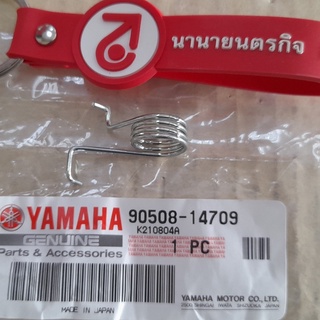 นานายนตรกิจ
YAMAHA 90508-14709
K210804A
GENUINE
Parts & Accessories
1 PC
MADE IN JAPAN
YAMAHA MOTOR CO., LTD.